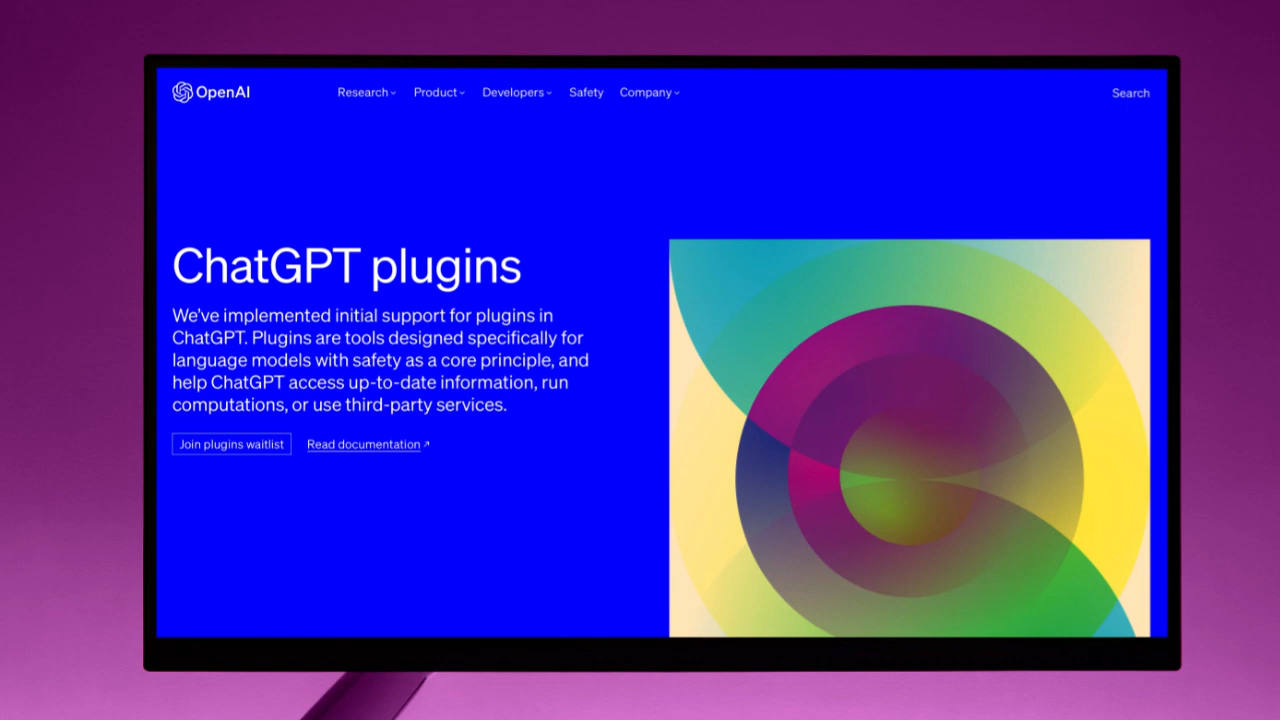 OpenAI
Research
Product
Developers
Safety
Company
Search
ChatGPT plugins
We've implemented initial support for plugins in
ChatGPT. Plugins are tools designed specifically for
language models with safety as a core principle, and
help ChatGPT access up-to-date information, run
computations, or use third-party services.
Join plugins waitlist
Read documentation ↗